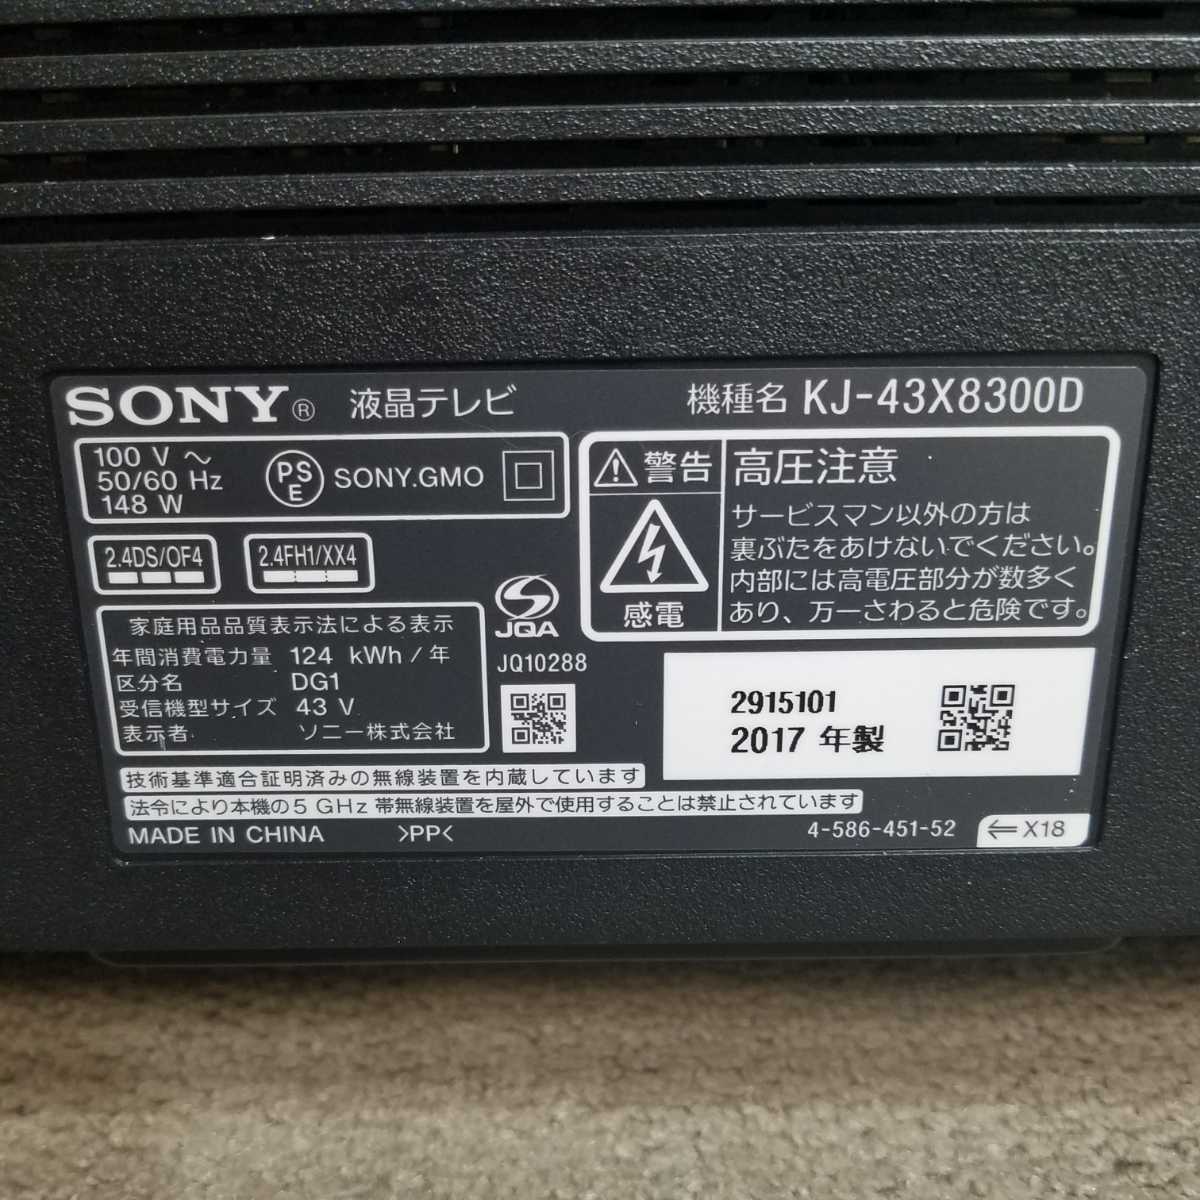 SONY® 液晶テレビ
機種名 KJ-43X8300D
100 V ～
50/60 Hz
148 W
PSE
SONY.GMO
2.4DS/OF4
2.4FH1/XX4
警告
感電
高圧注意
サービスマン以外の方は
裏ぶたをあけないでください。
内部には高電圧部分が数多く
あり、万一さわると危険です。
家庭用品品質表示法による表示
年間消費電力量 124 kWh / 年
区分名 DG1
受信機型サイズ 43 V
表示者 ソニー株式会社
JQA
JQ10288
2915101
2017 年製
技術基準適合証明済みの無線装置を内蔵しています
法令により本機の5 GHz 帯無線装置を屋外で使用することは禁止されています
MADE IN CHINA >PP<
4-586-451-52 ⇐ X18